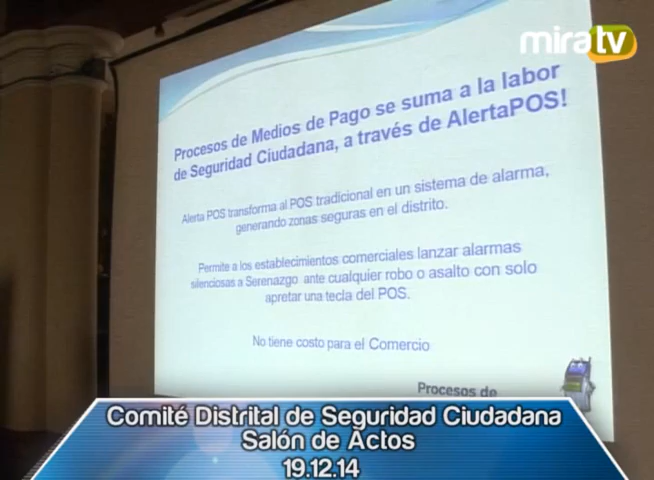 miratv
Procesos de Medios de Pago se suma a la labor
de Seguridad Ciudadana, a través de AlertaPOS!
Alerta POS transforma al POS tradicional en un sistema de alarma,
generando zonas seguras en el distrito.
Permite a los establecimientos comerciales lanzar alarmas
silenciosas a Serenazgo ante cualquier robo o asalto con solo
apretar una tecla del POS.
No tiene costo para el Comercio
Procesos de
Comité Distrital de Seguridad Ciudadana
Salón de Actos
19.12.14